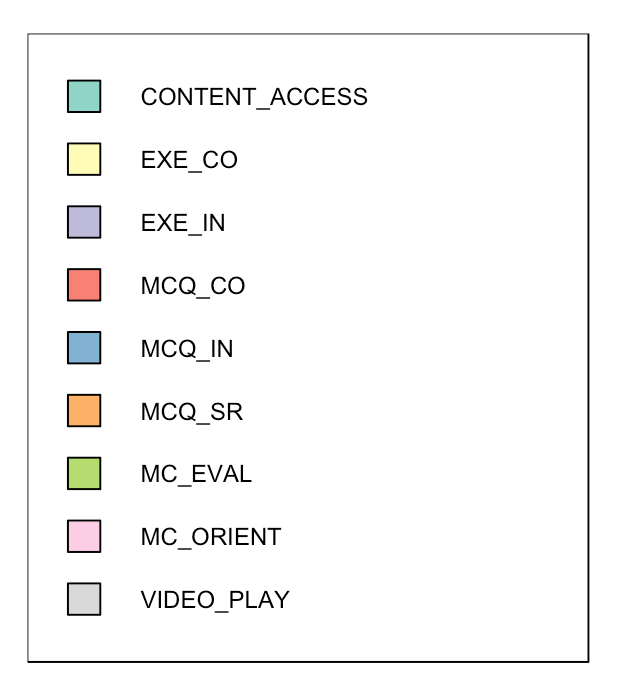 CONTENT_ACCESS
EXE_CO
EXE_IN
MCQ_CO
MCQ_IN
MCQ_SR
MC_EVAL
MC_ORIENT
VIDEO_PLAY